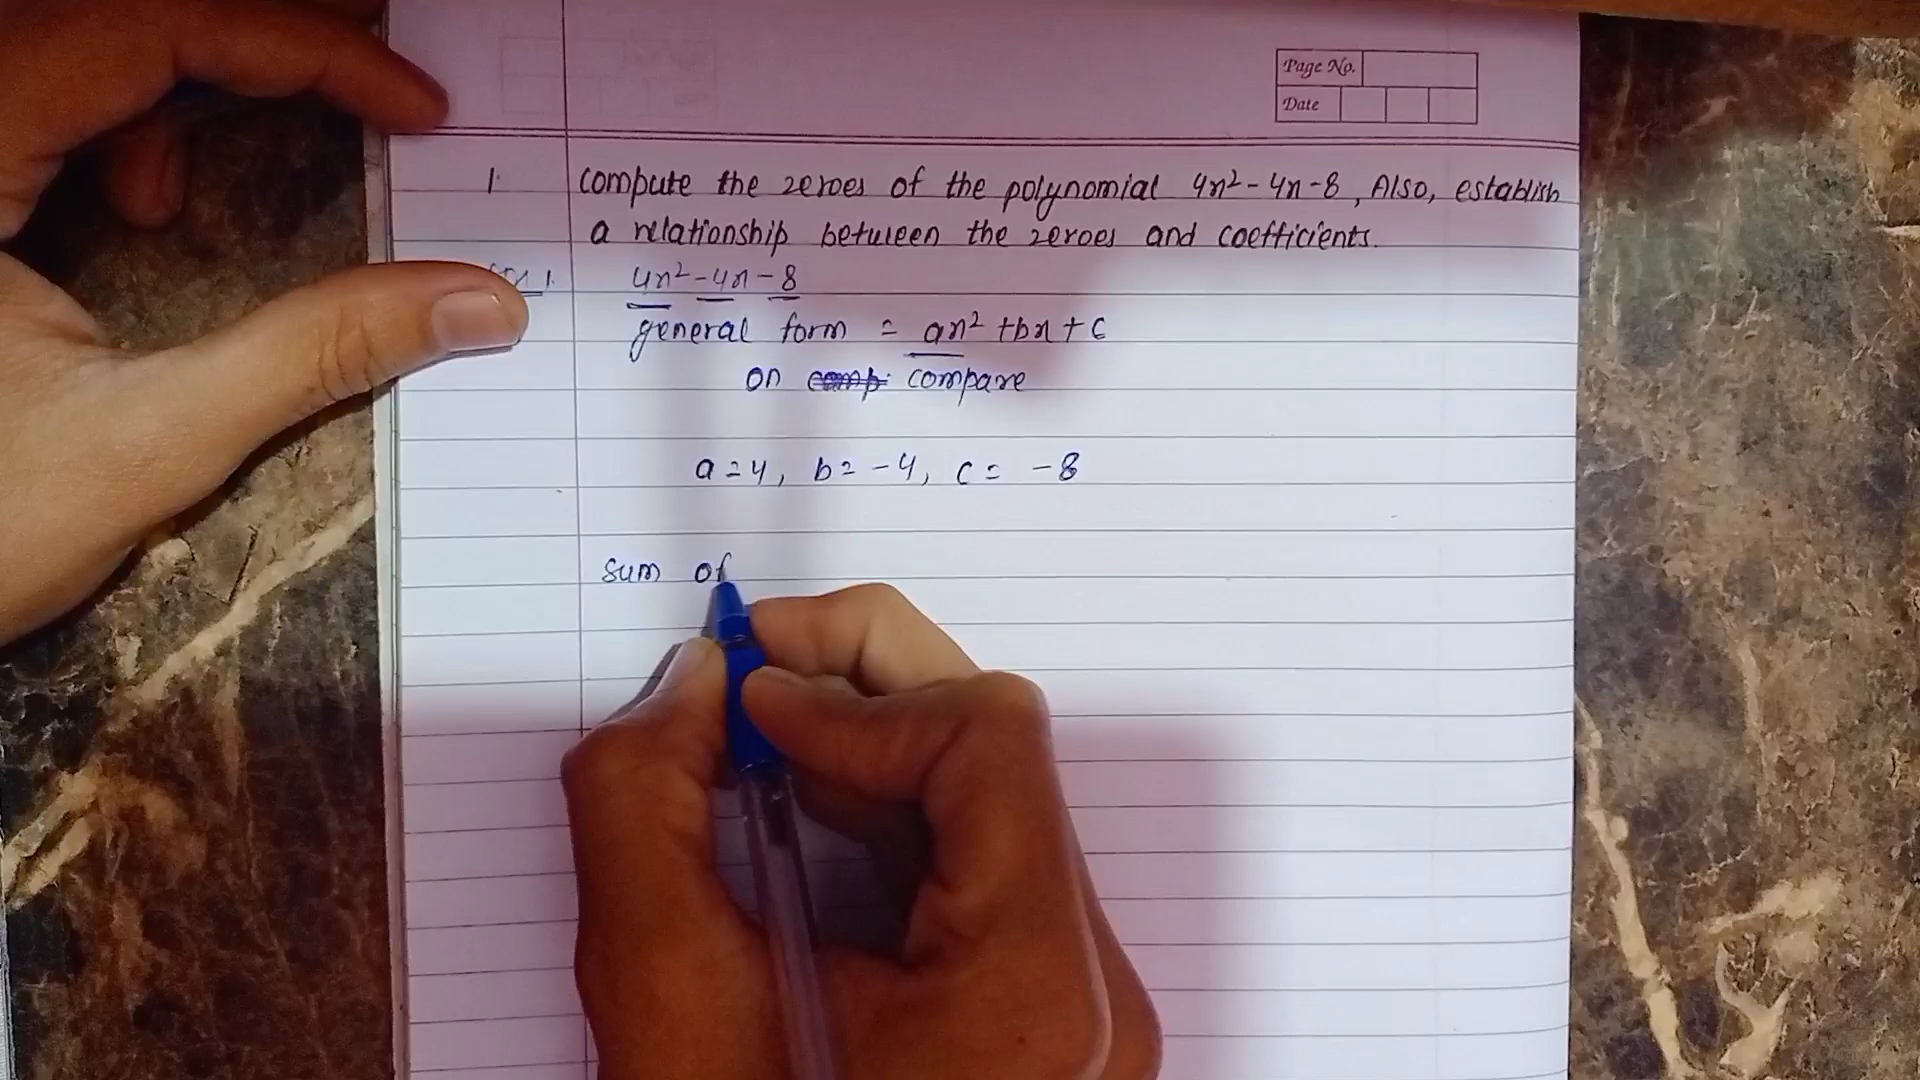 Page No.
Date
1. compute the zeroes of the polynomial 4x² - 4x - 8, Also, establish
a relationship between the zeroes and coefficients.
1. 4x² - 4x - 8
general form = ax² + bx + c
on comp. compare
a = 4, b = -4, c = -8
sum of